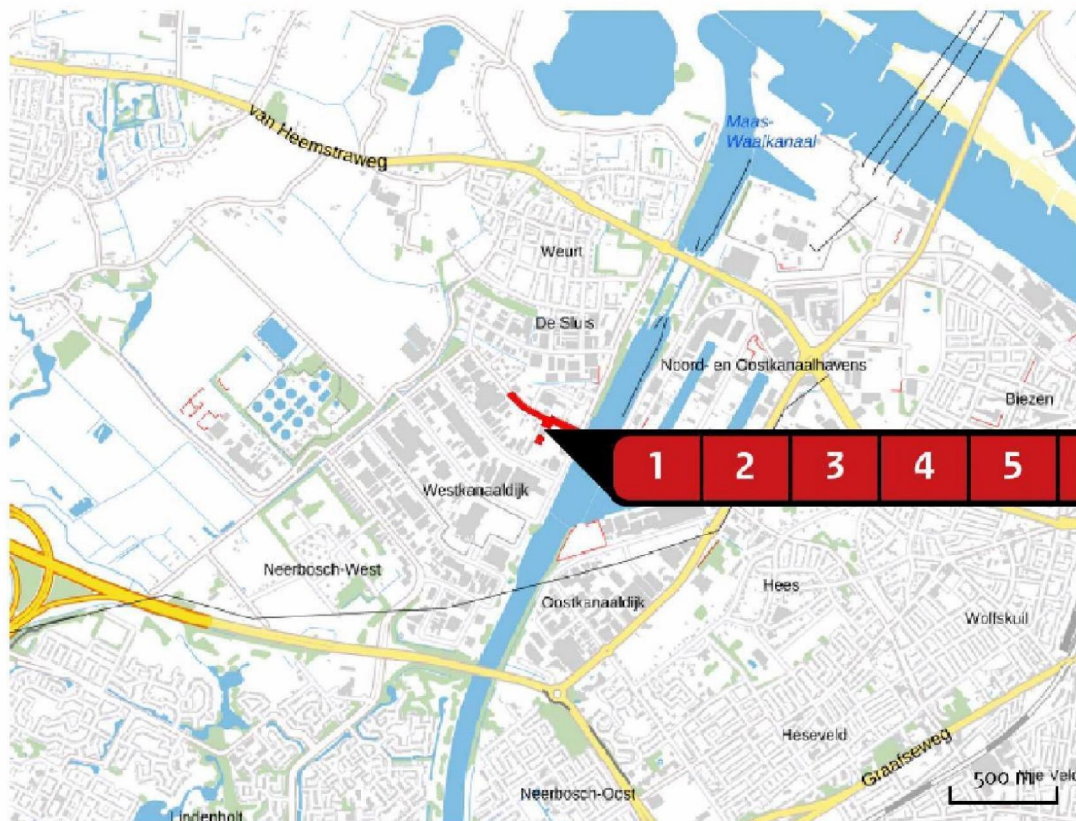 van Heemstraweg
Maas-
Waalkanaal
Weurt
De Sluis
Noord- en Oostkanaalhavens
Biezen
1 2 3 4 5
Westkanaaldijk
Neerbosch-West
Oostkanaaldijk
Hees
Wolfskuil
Heseveld
Graafseweg
500 m
Neerbosch-Oost
Lindenholt